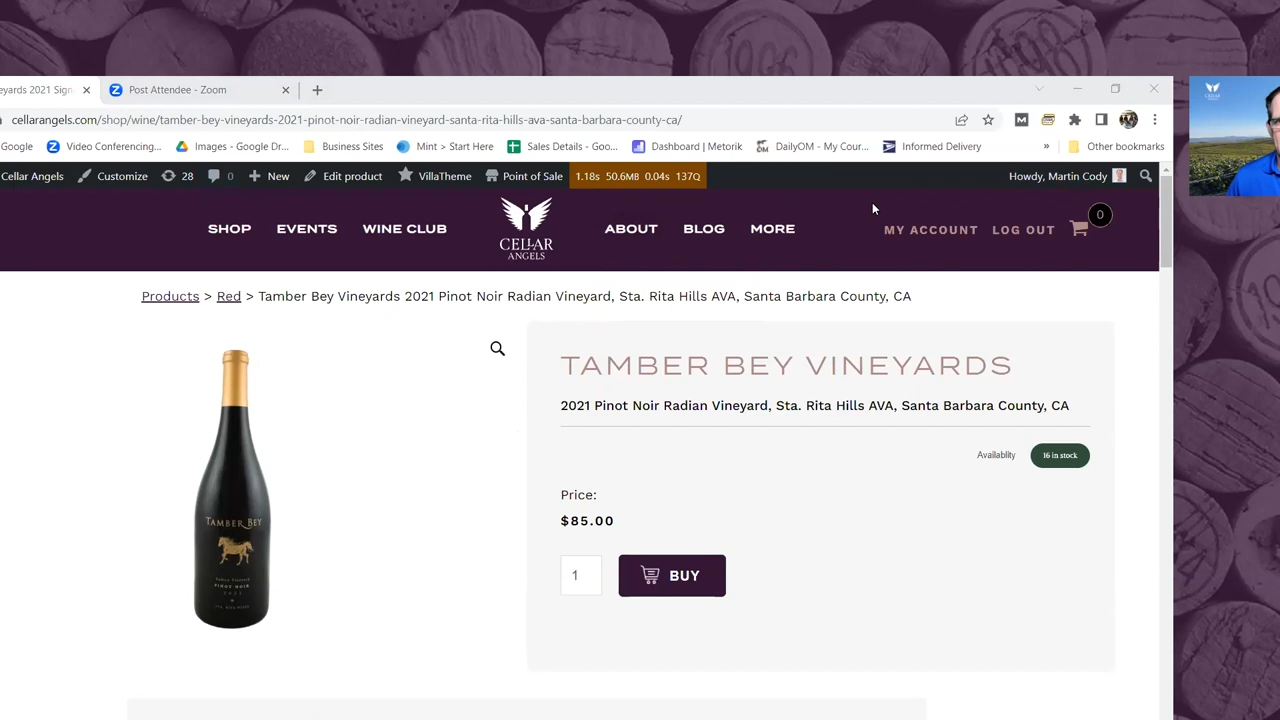 eyards 2021 Sign
Post Attendee - Zoom
cellarangels.com/shop/wine/tamber-bey-vineyards-2021-pinot-noir-radian-vineyard-santa-rita-hills-ava-santa-barbara-county-ca/
Google Video Conferencing... Images - Google Dr... Business Sites Mint > Start Here Sales Details - Goo... Dashboard | Metorik DailyOM - My Cour... Informed Delivery » Other bookmarks
Cellar Angels Customize 28 0 New Edit product VillaTheme Point of Sale 1.18s 50.6MB 0.04s 137Q Howdy, Martin Cody
SHOP EVENTS WINE CLUB
CELLAR
ANGELS
ABOUT BLOG MORE
MY ACCOUNT LOG OUT 0
Products > Red > Tamber Bey Vineyards 2021 Pinot Noir Radian Vineyard, Sta. Rita Hills AVA, Santa Barbara County, CA
TAMBER BEY
PINOT NOIR
2021
TAMBER BEY VINEYARDS
2021 Pinot Noir Radian Vineyard, Sta. Rita Hills AVA, Santa Barbara County, CA
Availablity 16 in stock
Price:
$85.00
1 BUY